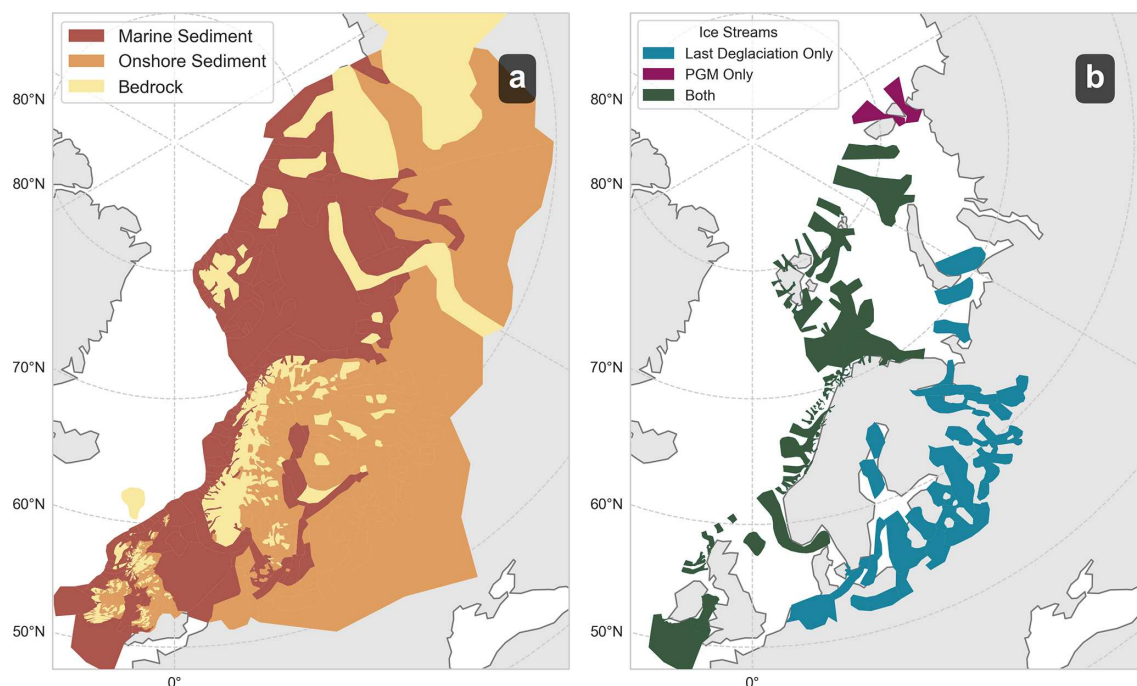 Marine Sediment
Onshore Sediment
Bedrock
a
80°N
80°N
70°N
60°N
50°N
0°
Ice Streams
Last Deglaciation Only
PGM Only
Both
b
80°N
80°N
70°N
60°N
50°N
0°